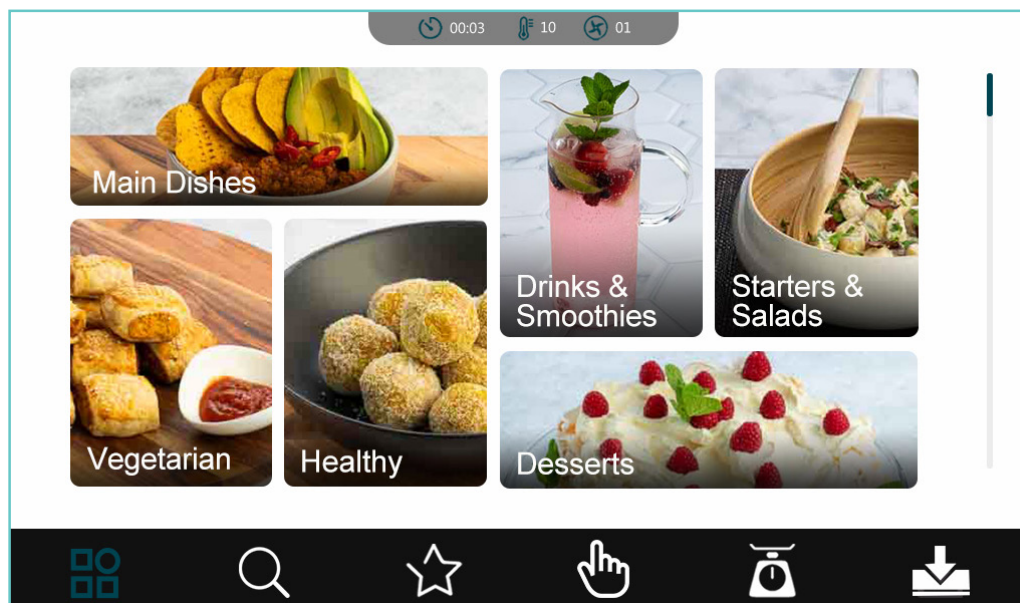 00:03 10 01
Main Dishes
Drinks &
Smoothies
Starters &
Salads
Vegetarian
Healthy
Desserts